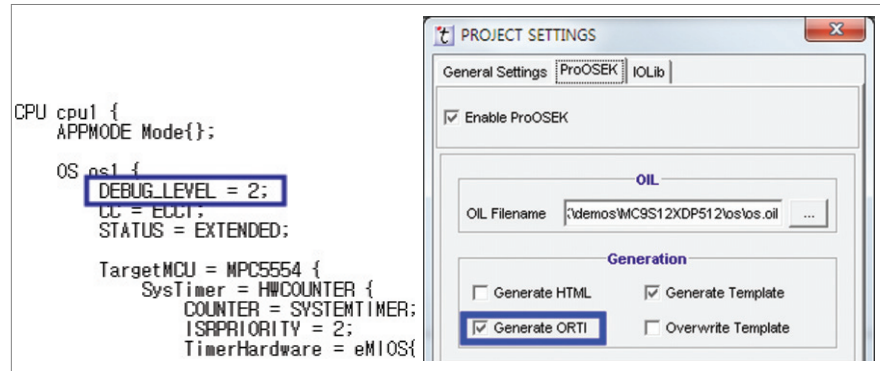 CPU cpu1 {
APPMODE Mode{};
OS os1 {
DEBUG_LEVEL = 2;
CC = ECC1;
STATUS = EXTENDED;
TargetMCU = MPC5554 {
SysTimer = HWCOUNTER {
COUNTER = SYSTEMTIMER;
ISRPRIORITY = 2;
TimerHardware = eMIOS{
PROJECT SETTINGS
General Settings ProOSEK IOLib
Enable ProOSEK
OIL
OIL Filename :\demos\MC9S12XDP512\os\os.oil ...
Generation
Generate HTML Generate Template
Generate ORTI Overwrite Template